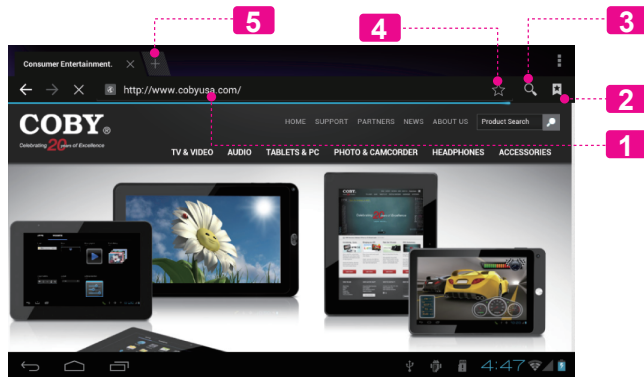 5
4
3
Consumer Entertainment.
http://www.cobyusa.com/
2
COBY®
Celebrating 20 Years of Excellence
HOME SUPPORT PARTNERS NEWS ABOUT US Product Search
1
TV & VIDEO AUDIO TABLETS & PC PHOTO & CAMCORDER HEADPHONES ACCESSORIES
COBY
4:47